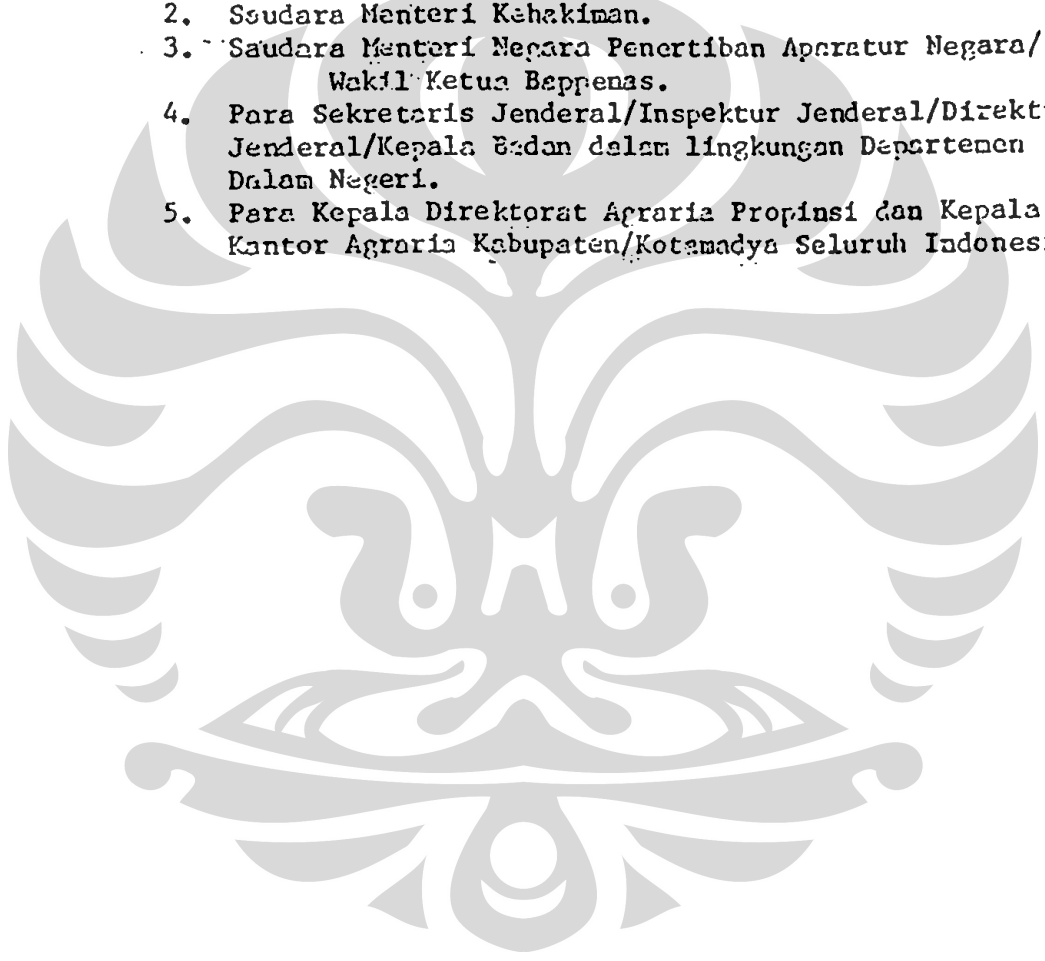 2. Saudara Menteri Kehakiman.
3. Saudara Menteri Negara Penertiban Aparatur Negara/
Wakil Ketua Bappenas.
4. Para Sekretaris Jenderal/Inspektur Jenderal/Direkt
Jenderal/Kepala Badan dalam lingkungan Departemen
Dalam Negeri.
5. Para Kepala Direktorat Agraria Propinsi dan Kepala
Kantor Agraria Kabupaten/Kotamadya Seluruh Indones